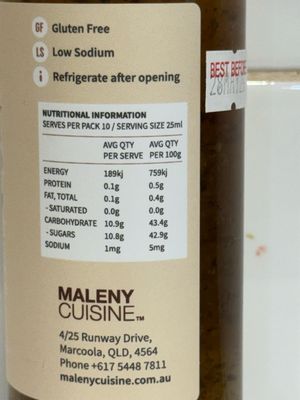 GF Gluten Free
LS Low Sodium
i Refrigerate after opening
BEST BEFORE
NUTRITIONAL INFORMATION
SERVES PER PACK 10 / SERVING SIZE 25ml
AVG QTY AVG QTY
PER SERVE PER 100g
ENERGY 189kj 759kj
PROTEIN 0.1g 0.5g
FAT, TOTAL 0.1g 0.4g
- SATURATED 0.0g 0.0g
CARBOHYDRATE 10.9g 43.4g
- SUGARS 10.8g 42.9g
SODIUM 1mg 5mg
MALENY
CUISINE™
4/25 Runway Drive,
Marcoola, QLD, 4564
Phone +617 5448 7811
malenycuisine.com.au